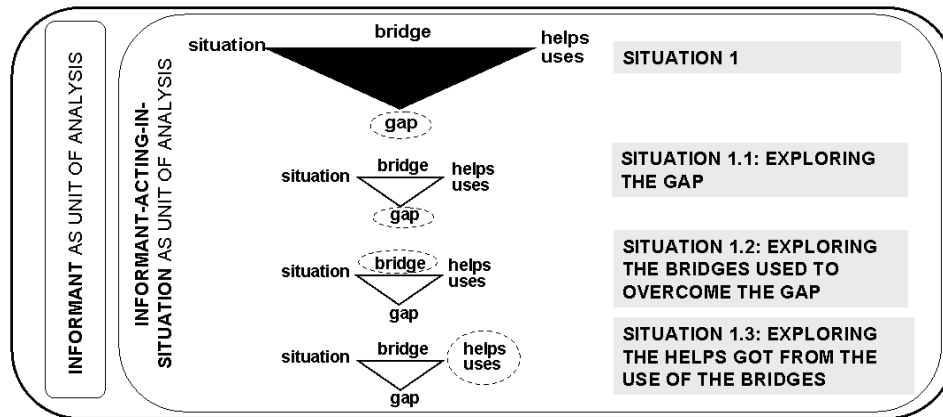 INFORMANT AS UNIT OF ANALYSIS
INFORMANT-ACTING-IN-
SITUATION AS UNIT OF ANALYSIS
bridge
situation
helps
uses
gap
SITUATION 1
bridge
situation
helps
uses
gap
SITUATION 1.1: EXPLORING
THE GAP
bridge
situation
helps
uses
gap
SITUATION 1.2: EXPLORING
THE BRIDGES USED TO
OVERCOME THE GAP
bridge
situation
helps
uses
gap
SITUATION 1.3: EXPLORING
THE HELPS GOT FROM THE
USE OF THE BRIDGES